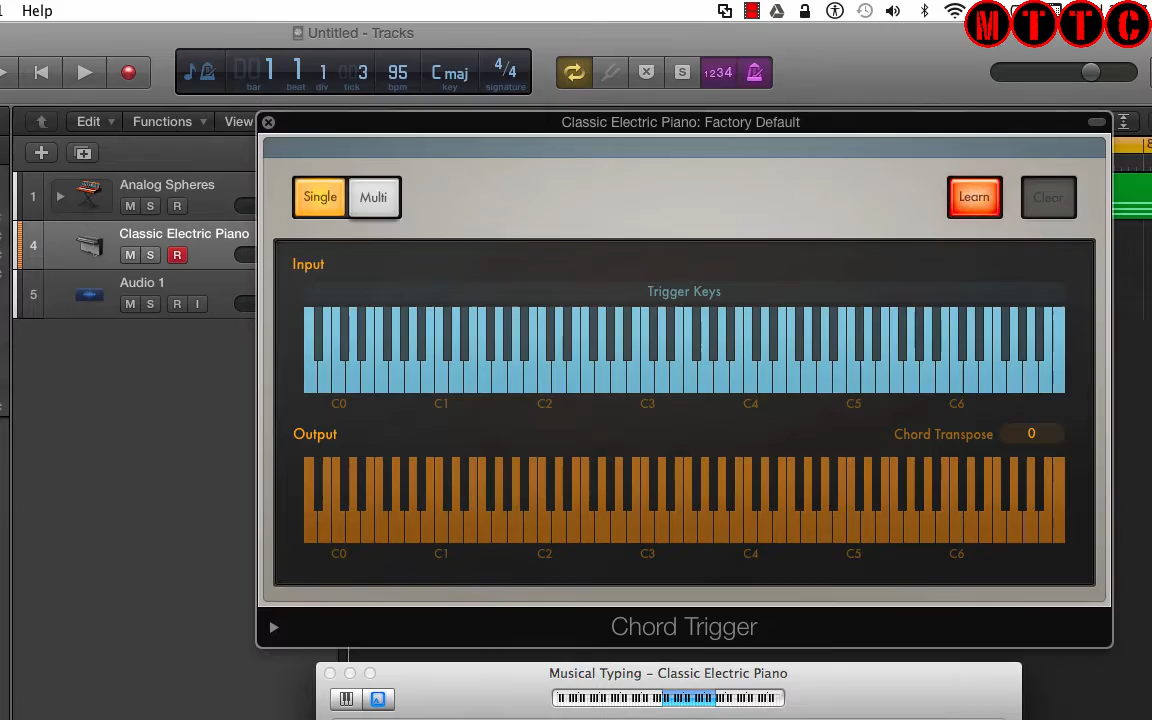 Help
MTTC
Untitled - Tracks
1 1 1 3 95 C maj 4/4
bar beat div tick bpm key signature
S 1234
Edit Functions View
Classic Electric Piano: Factory Default
8
1 Analog Spheres
M S R
4 Classic Electric Piano
M S R
5 Audio 1
M S R I
Single Multi Learn Clear
Input
Trigger Keys
C0 C1 C2 C3 C4 C5 C6
Output Chord Transpose 0
C0 C1 C2 C3 C4 C5 C6
Chord Trigger
Musical Typing – Classic Electric Piano